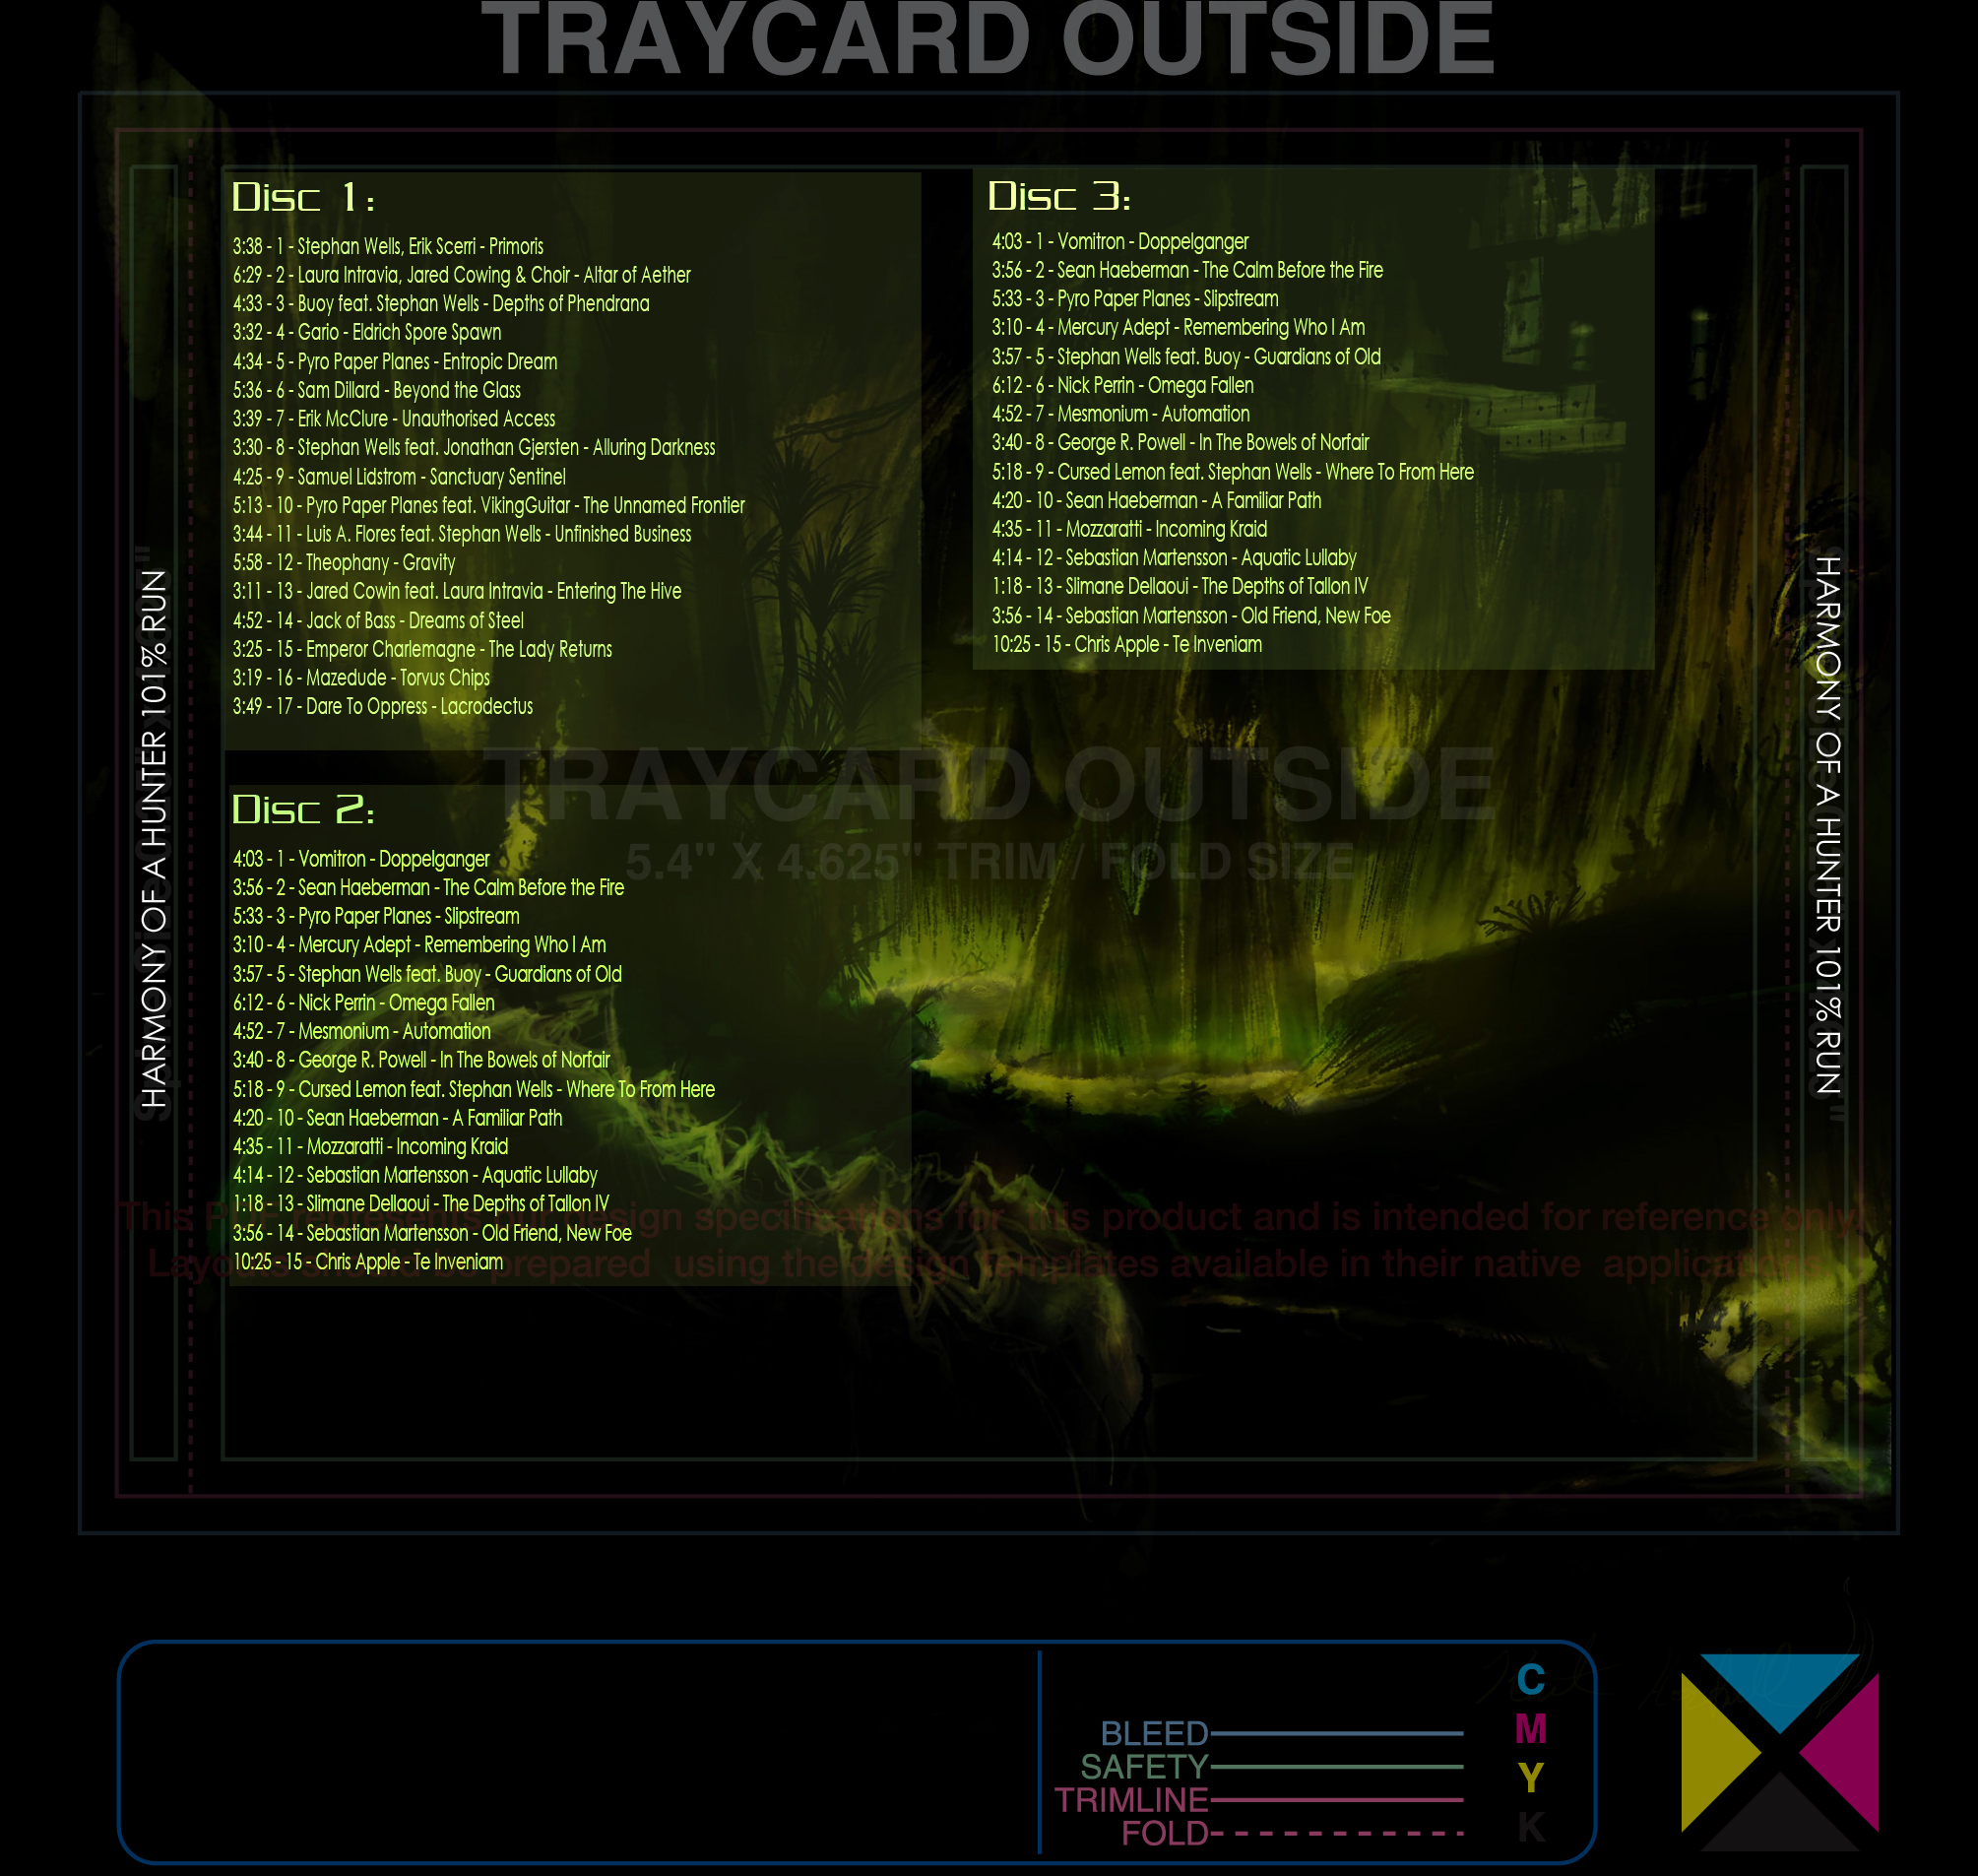 TRAYCARD OUTSIDE
Disc 1:
3:38 - 1 - Stephan Wells, Erik Scerri - Primoris
6:29 - 2 - Laura Intravia, Jared Cowing & Choir - Altar of Aether
4:33 - 3 - Buoy feat. Stephan Wells - Depths of Phendrana
3:32 - 4 - Gario - Eldrich Spore Spawn
4:34 - 5 - Pyro Paper Planes - Entropic Dream
5:36 - 6 - Sam Dillard - Beyond the Glass
3:39 - 7 - Erik McClure - Unauthorised Access
3:30 - 8 - Stephan Wells feat. Jonathan Gjersten - Alluring Darkness
4:25 - 9 - Samuel Lidstrom - Sanctuary Sentinel
5:13 - 10 - Pyro Paper Planes feat. VikingGuitar - The Unnamed Frontier
3:44 - 11 - Luis A. Flores feat. Stephan Wells - Unfinished Business
5:58 - 12 - Theophany - Gravity
3:11 - 13 - Jared Cowin feat. Laura Intravia - Entering The Hive
4:52 - 14 - Jack of Bass - Dreams of Steel
3:25 - 15 - Emperor Charlemagne - The Lady Returns
3:19 - 16 - Mazedude - Torvus Chips
3:49 - 17 - Dare To Oppress - Lacrodectus
Disc 2:
4:03 - 1 - Vomitron - Doppelganger
3:56 - 2 - Sean Haeberman - The Calm Before the Fire
5:33 - 3 - Pyro Paper Planes - Slipstream
3:10 - 4 - Mercury Adept - Remembering Who I Am
3:57 - 5 - Stephan Wells feat. Buoy - Guardians of Old
6:12 - 6 - Nick Perrin - Omega Fallen
4:52 - 7 - Mesmonium - Automation
3:40 - 8 - George R. Powell - In The Bowels of Norfair
5:18 - 9 - Cursed Lemon feat. Stephan Wells - Where To From Here
4:20 - 10 - Sean Haeberman - A Familiar Path
4:35 - 11 - Mozzaratti - Incoming Kraid
4:14 - 12 - Sebastian Martensson - Aquatic Lullaby
1:18 - 13 - Slimane Dellaoui - The Depths of Tallon IV
3:56 - 14 - Sebastian Martensson - Old Friend, New Foe
10:25 - 15 - Chris Apple - Te Inveniam
Disc 3:
4:03 - 1 - Vomitron - Doppelganger
3:56 - 2 - Sean Haeberman - The Calm Before the Fire
5:33 - 3 - Pyro Paper Planes - Slipstream
3:10 - 4 - Mercury Adept - Remembering Who I Am
3:57 - 5 - Stephan Wells feat. Buoy - Guardians of Old
6:12 - 6 - Nick Perrin - Omega Fallen
4:52 - 7 - Mesmonium - Automation
3:40 - 8 - George R. Powell - In The Bowels of Norfair
5:18 - 9 - Cursed Lemon feat. Stephan Wells - Where To From Here
4:20 - 10 - Sean Haeberman - A Familiar Path
4:35 - 11 - Mozzaratti - Incoming Kraid
4:14 - 12 - Sebastian Martensson - Aquatic Lullaby
1:18 - 13 - Slimane Dellaoui - The Depths of Tallon IV
3:56 - 14 - Sebastian Martensson - Old Friend, New Foe
10:25 - 15 - Chris Apple - Te Inveniam
HARMONY OF A HUNTER 101% RUN
HARMONY OF A HUNTER 101% RUN
TRAYCARD OUTSIDE
5.4" X 4.625" TRIM / FOLD SIZE
This specifications for this product and is intended for reference only!
prepared using the design templates available in their native applications
BLEED
SAFETY
TRIMLINE
FOLD
C
M
Y
K